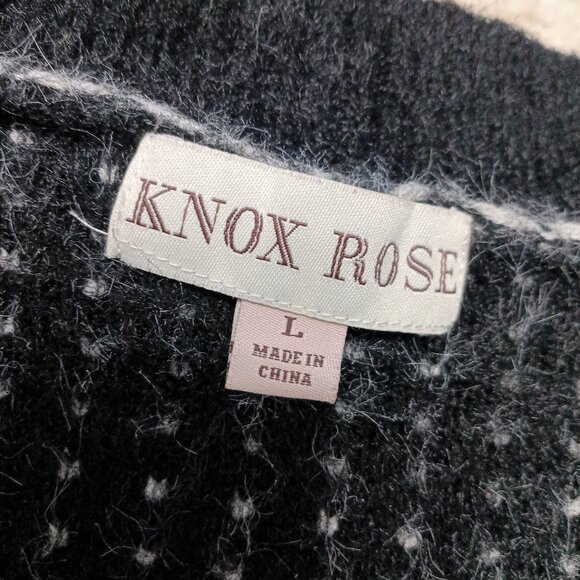 KNOX ROSE
L
MADE IN
CHINA